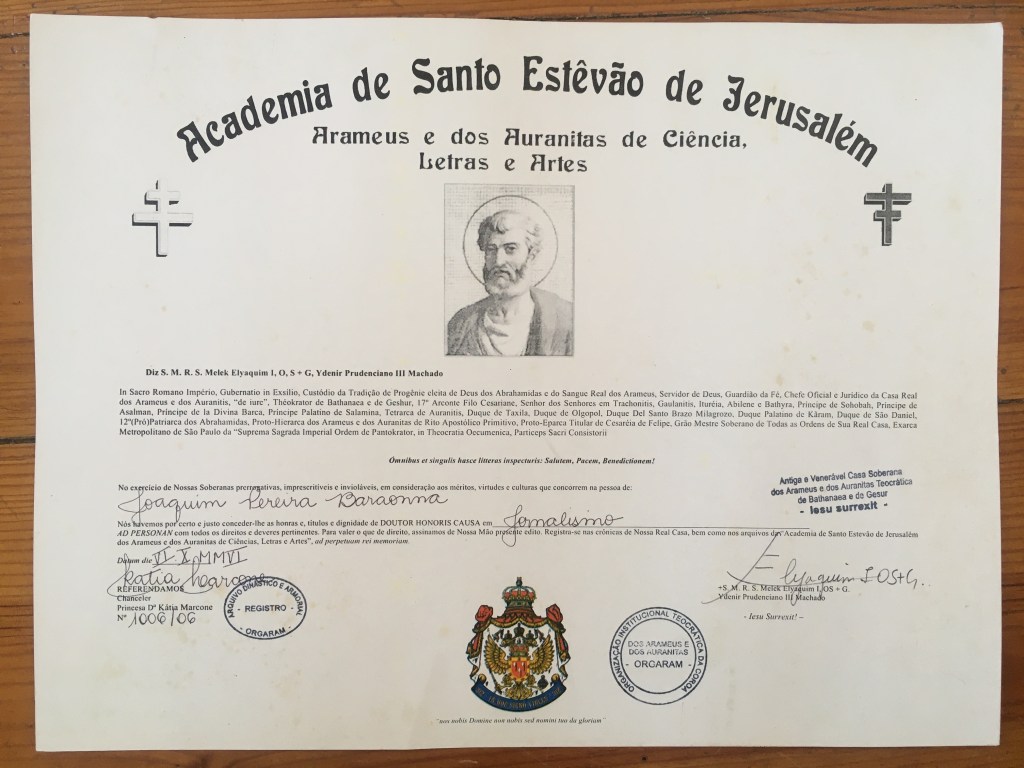 Academia de Santo Estêvão de Jerusalém
Arameus e dos Auranitas de Ciência,
Letras e Artes
Diz S. M. R. S. Melek Elyaquim I, O, S + G, Ydenir Prudenciano III Machado
In Sacro Romano Império, Gubernatio in Exsílio, Custódio da Tradição de Progênie eleita de Deus dos Abrahamidas e do Sangue Real dos Arameus, Servidor de Deus, Guardião da Fé, Chefe Oficial e Jurídico da Casa Real
dos Arameus e dos Auranitis, "de iure", Théokrator de Bathanaea e de Geshur, 17º Arconte Filo Cesariane, Senhor dos Senhores em Trachonitis, Gaulanitis, Ituréia, Abilene e Bathyra, Príncipe de Sohobah, Príncipe de
Asalman, Príncipe de la Divina Barca, Príncipe Palatino de Salamina, Tetrarca de Auranitis, Duque de Taxila, Duque de Olgopol, Duque Del Santo Brazo Milagrozo, Duque Palatino de Kâram, Duque de São Daniel,
12º(Pró)Patriarca dos Abrahamidas, Proto-Hierarca dos Arameus e dos Auranitas de Rito Apostólico Primitivo, Proto-Eparca Titular de Cesaréia de Felipe, Grão Mestre Soberano de Todas as Ordens de Sua Real Casa, Exarca
Metropolitano de São Paulo da "Suprema Sagrada Imperial Ordem de Pantokrator, in Theocratia Oecumenica, Particeps Sacri Consistorii
Omnibus et singulis hasce litteras inspecturis: Salutem, Pacem, Benedictionem!
Antiga e Venerável Casa Soberana
dos Arameus e dos Auranitas Teocrática
de Bathanaea e de Gesur
- Iesu surrexit -
No exercício de Nossas Soberanas prerrogativas, imprescritíveis e invioláveis, em consideração aos méritos, virtudes e culturas que concorrem na pessoa de:
Joaquim Pereira Baraonna
Nós havemos por certo e justo conceder-lhe as honras e, títulos e dignidade de DOUTOR HONORIS CAUSA em Jornalismo
AD PERSONAN com todos os direitos e deveres pertinentes. Para valer o que de direito, assinamos de Nossa Mão o presente edito. Registra-se nas crônicas de Nossa Real Casa, bem como nos arquivos da "Academia de Santo Estevão de Jerusalém
dos Arameus e dos Auranitas de Ciências, Letras e Artes", ad perpetuam rei memoriam.
Datum die VI X MMVI
Katia Marcone
REFERENDAMOS
Chanceler
Princesa Dª Kátia Marcone
Nº 1006/06
ARQUIVO DINÁSTICO E ARMORIAL
- REGISTRO -
- ORGARAM -
Elyaquim I OS+G.
+S. M. R. S. Melek Elyaquim I, OS + G.
Ydenir Prudenciano III Machado
- Iesu Surrexit! –
ORGANIZAÇÃO INSTITUCIONAL TEOCRÁTICA DA COROA
DOS ARAMEUS E
DOS AURANITAS
- ORGARAM -
"nos nobis Domine non nobis sed nomini tuo da gloriam"